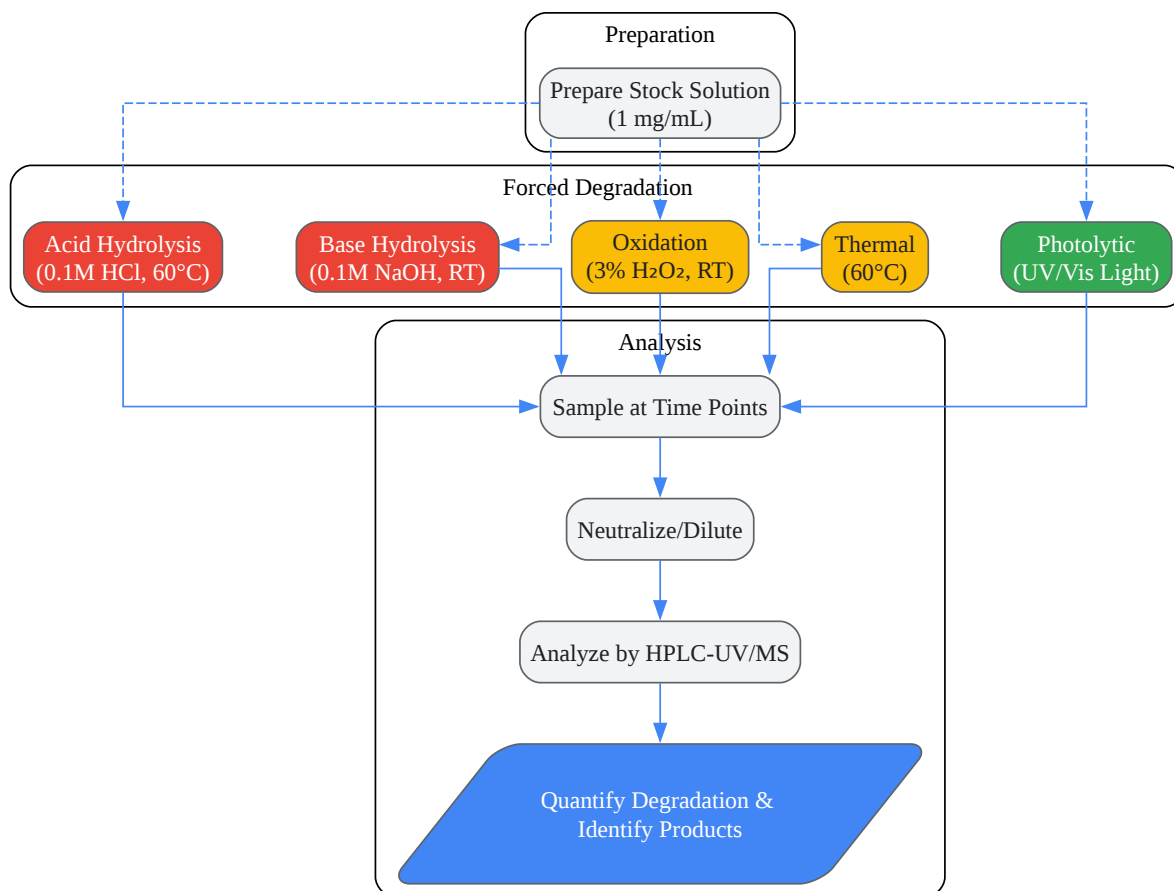 Preparation
Prepare Stock Solution
(1 mg/mL)
Forced Degradation
Acid Hydrolysis
(0.1M HCl, 60°C)
Base Hydrolysis
(0.1M NaOH, RT)
Oxidation
(3% H₂O₂, RT)
Thermal
(60°C)
Photolytic
(UV/Vis Light)
Analysis
Sample at Time Points
Neutralize/Dilute
Analyze by HPLC-UV/MS
Quantify Degradation &
Identify Products